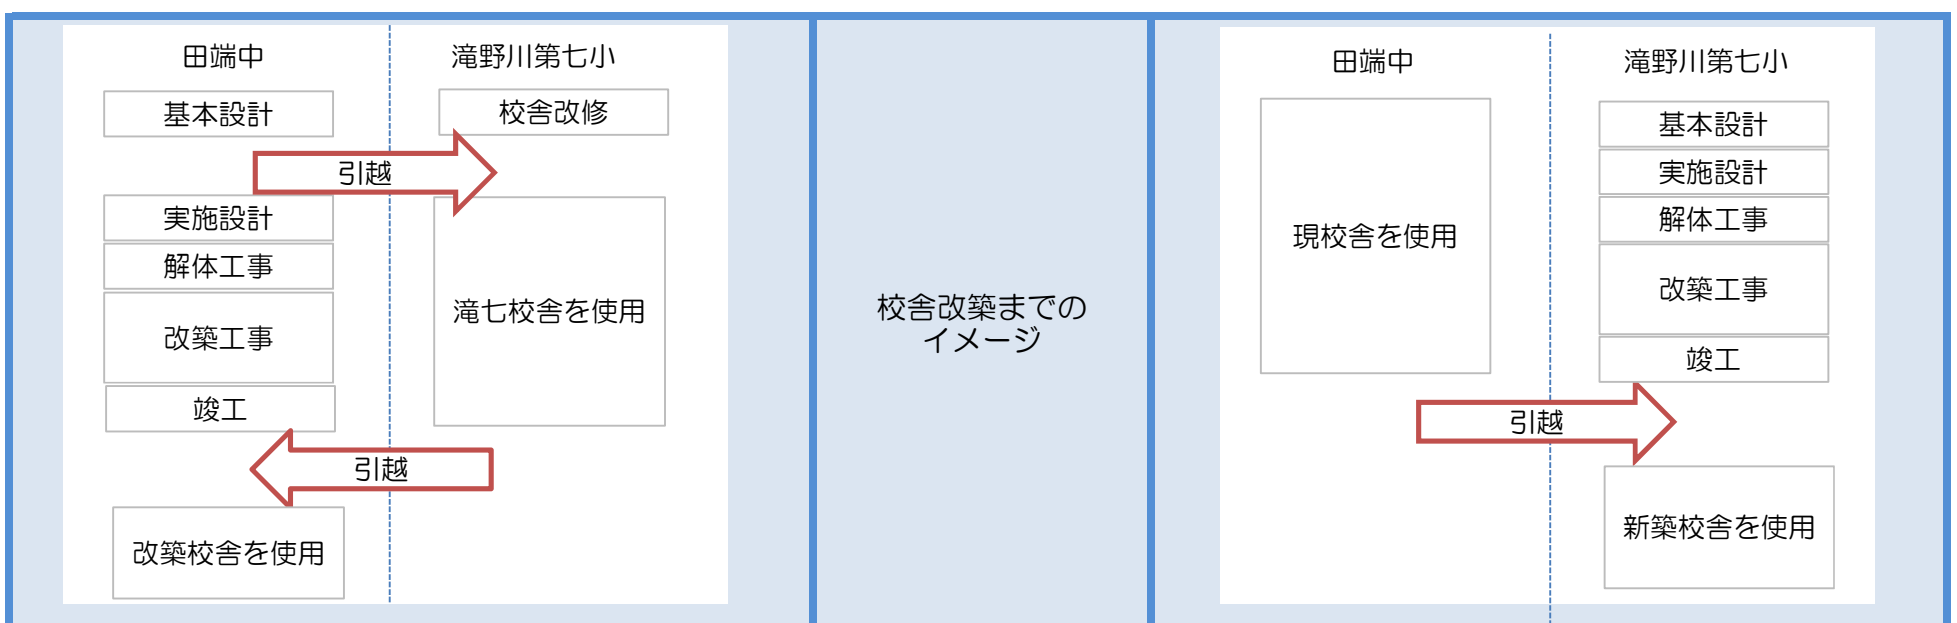 田端中
滝野川第七小
基本設計
校舎改修
引越
実施設計
解体工事
改築工事
竣工
滝七校舎を使用
引越
改築校舎を使用
校舎改築までの
イメージ
田端中
滝野川第七小
現校舎を使用
基本設計
実施設計
解体工事
改築工事
竣工
引越
新築校舎を使用